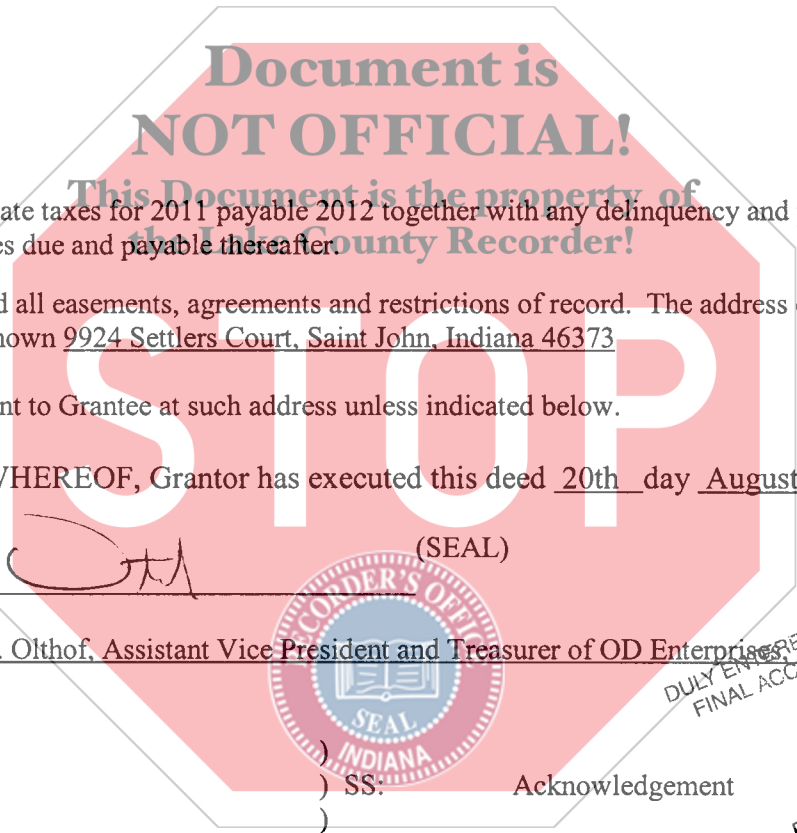 Document is
NOT OFFICIAL!
This Document is the property of
the Lake County Recorder!
ate taxes for 2011 payable 2012 together with any delinquency and
es due and payable thereafter.
d all easements, agreements and restrictions of record. The address
nown 9924 Settlers Court, Saint John, Indiana 46373
nt to Grantee at such address unless indicated below.
WHEREOF, Grantor has executed this deed 20th day August
STOP
(SEAL)
. Olthof, Assistant Vice President and Treasurer of OD Enterprises,
RECORDER'S OFFICE
SEAL
INDIANA
DULY ENTERE
FINAL ACC
)
) SS: Acknowledgement
)